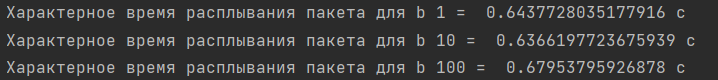 Характерное время расплывания пакета для b 1 =  0.6437728035177916 с
Характерное время расплывания пакета для b 10 =  0.6366197723675939 с
Характерное время расплывания пакета для b 100 =  0.67953795926878 с